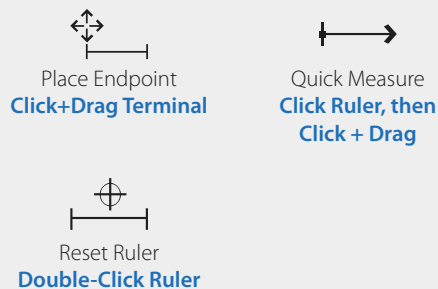 Place Endpoint
Click+Drag Terminal
Quick Measure
Click Ruler, then
Click + Drag
Reset Ruler
Double-Click Ruler